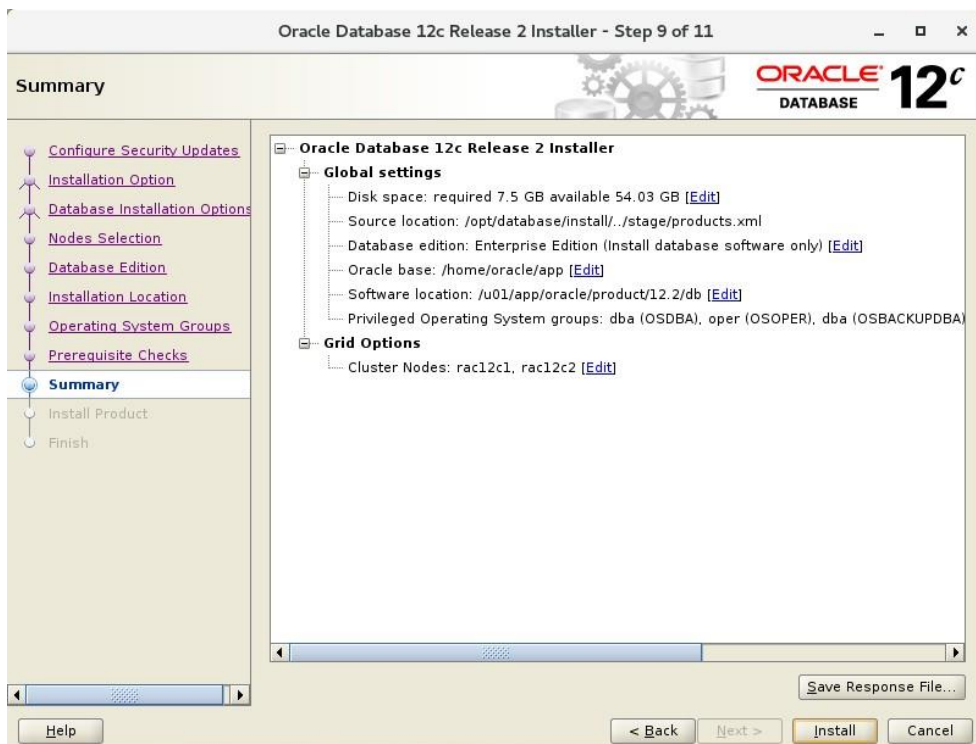 Oracle Database 12c Release 2 Installer - Step 9 of 11
Summary
ORACLE
DATABASE
12c
Configure Security Updates
Installation Option
Database Installation Options
Nodes Selection
Database Edition
Installation Location
Operating System Groups
Prerequisite Checks
Summary
Install Product
Finish
Oracle Database 12c Release 2 Installer
Global settings
Disk space: required 7.5 GB available 54.03 GB [Edit]
Source location: /opt/database/install/../stage/products.xml
Database edition: Enterprise Edition (Install database software only) [Edit]
Oracle base: /home/oracle/app [Edit]
Software location: /u01/app/oracle/product/12.2/db [Edit]
Privileged Operating System groups: dba (OSDBA), oper (OSOPER), dba (OSBACKUPDBA)
Grid Options
Cluster Nodes: rac12c1, rac12c2 [Edit]
Save Response File...
Help
< Back
Next >
Install
Cancel